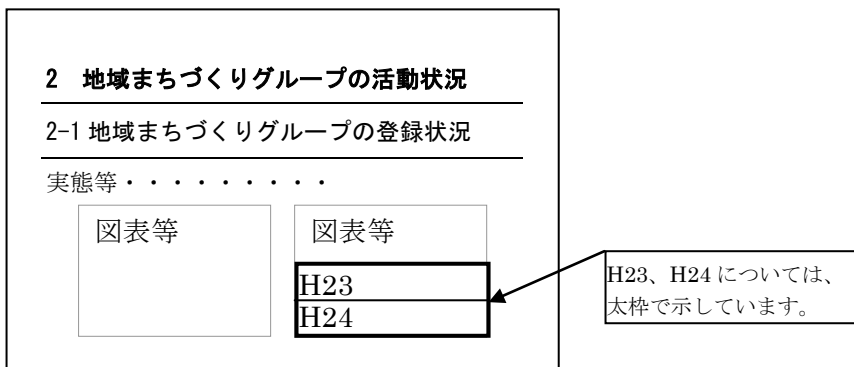 2　地域まちづくりグループの活動状況
2-1 地域まちづくりグループの登録状況
実態等・・・・・・・・・
図表等
図表等
H23
H24
H23、H24 については、
太枠で示しています。